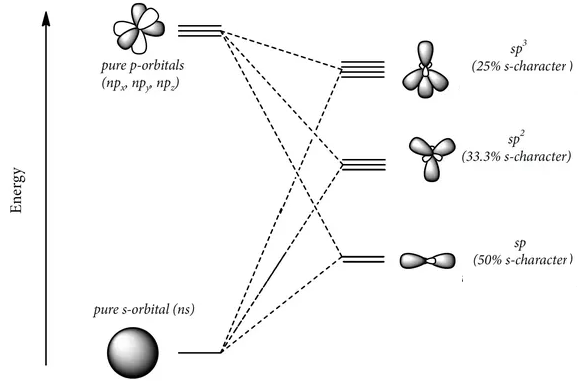 pure p-orbitals
(npx, npy, npz)
sp3
(25% s-character)
sp2
(33.3% s-character)
Energy
sp
(50% s-character)
pure s-orbital (ns)